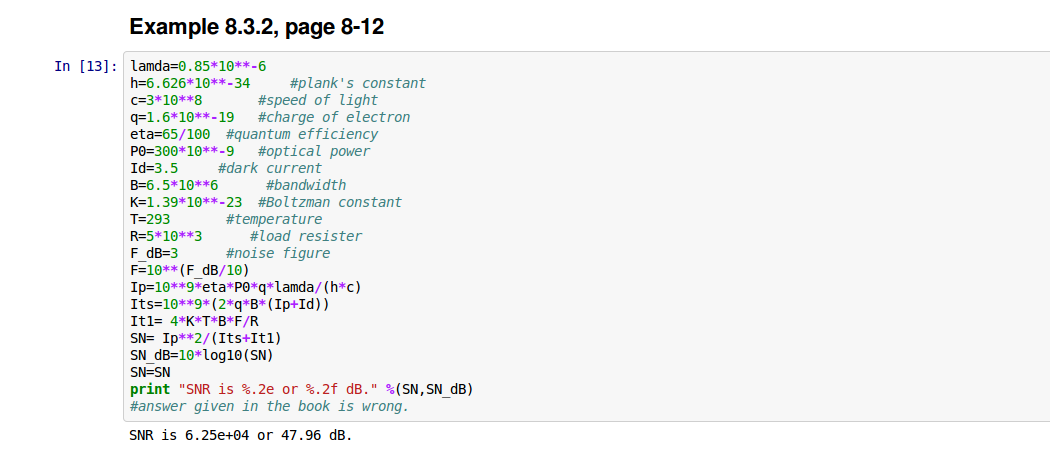 Example 8.3.2, page 8-12
In [13]:
lamda=0.85*10**-6
h=6.626*10**-34     #plank's constant
c=3*10**8       #speed of light
q=1.6*10**-19   #charge of electron
eta=65/100  #quantum efficiency
P0=300*10**-9   #optical power
Id=3.5     #dark current
B=6.5*10**6      #bandwidth
K=1.39*10**-23  #Boltzman constant
T=293       #temperature
R=5*10**3      #load resister
F_dB=3      #noise figure
F=10**(F_dB/10)
Ip=10**9*eta*P0*q*lamda/(h*c)
Its=10**9*(2*q*B*(Ip+Id))
It1= 4*K*T*B*F/R
SN= Ip**2/(Its+It1)
SN_dB=10*log10(SN)
SN=SN
print "SNR is %.2e or %.2f dB." %(SN,SN_dB)
#answer given in the book is wrong.
SNR is 6.25e+04 or 47.96 dB.